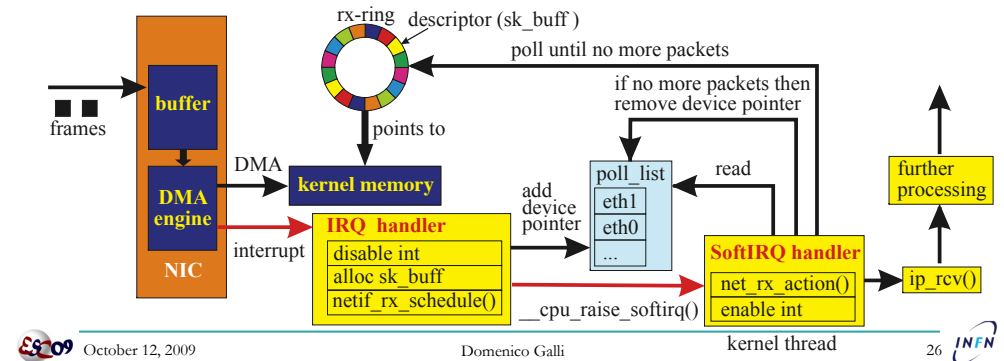 rx-ring
descriptor (sk_buff )
poll until no more packets
if no more packets then
remove device pointer
buffer
frames
points to
DMA
kernel memory
DMA
engine
interrupt
NIC
IRQ handler
disable int
alloc sk_buff
netif_rx_schedule()
add
device
pointer
poll_list
eth1
eth0
...
read
__cpu_raise_softirq()
SoftIRQ handler
net_rx_action()
enable int
kernel thread
ip_rcv()
further
processing
ESC09
October 12, 2009
Domenico Galli
26
INFN